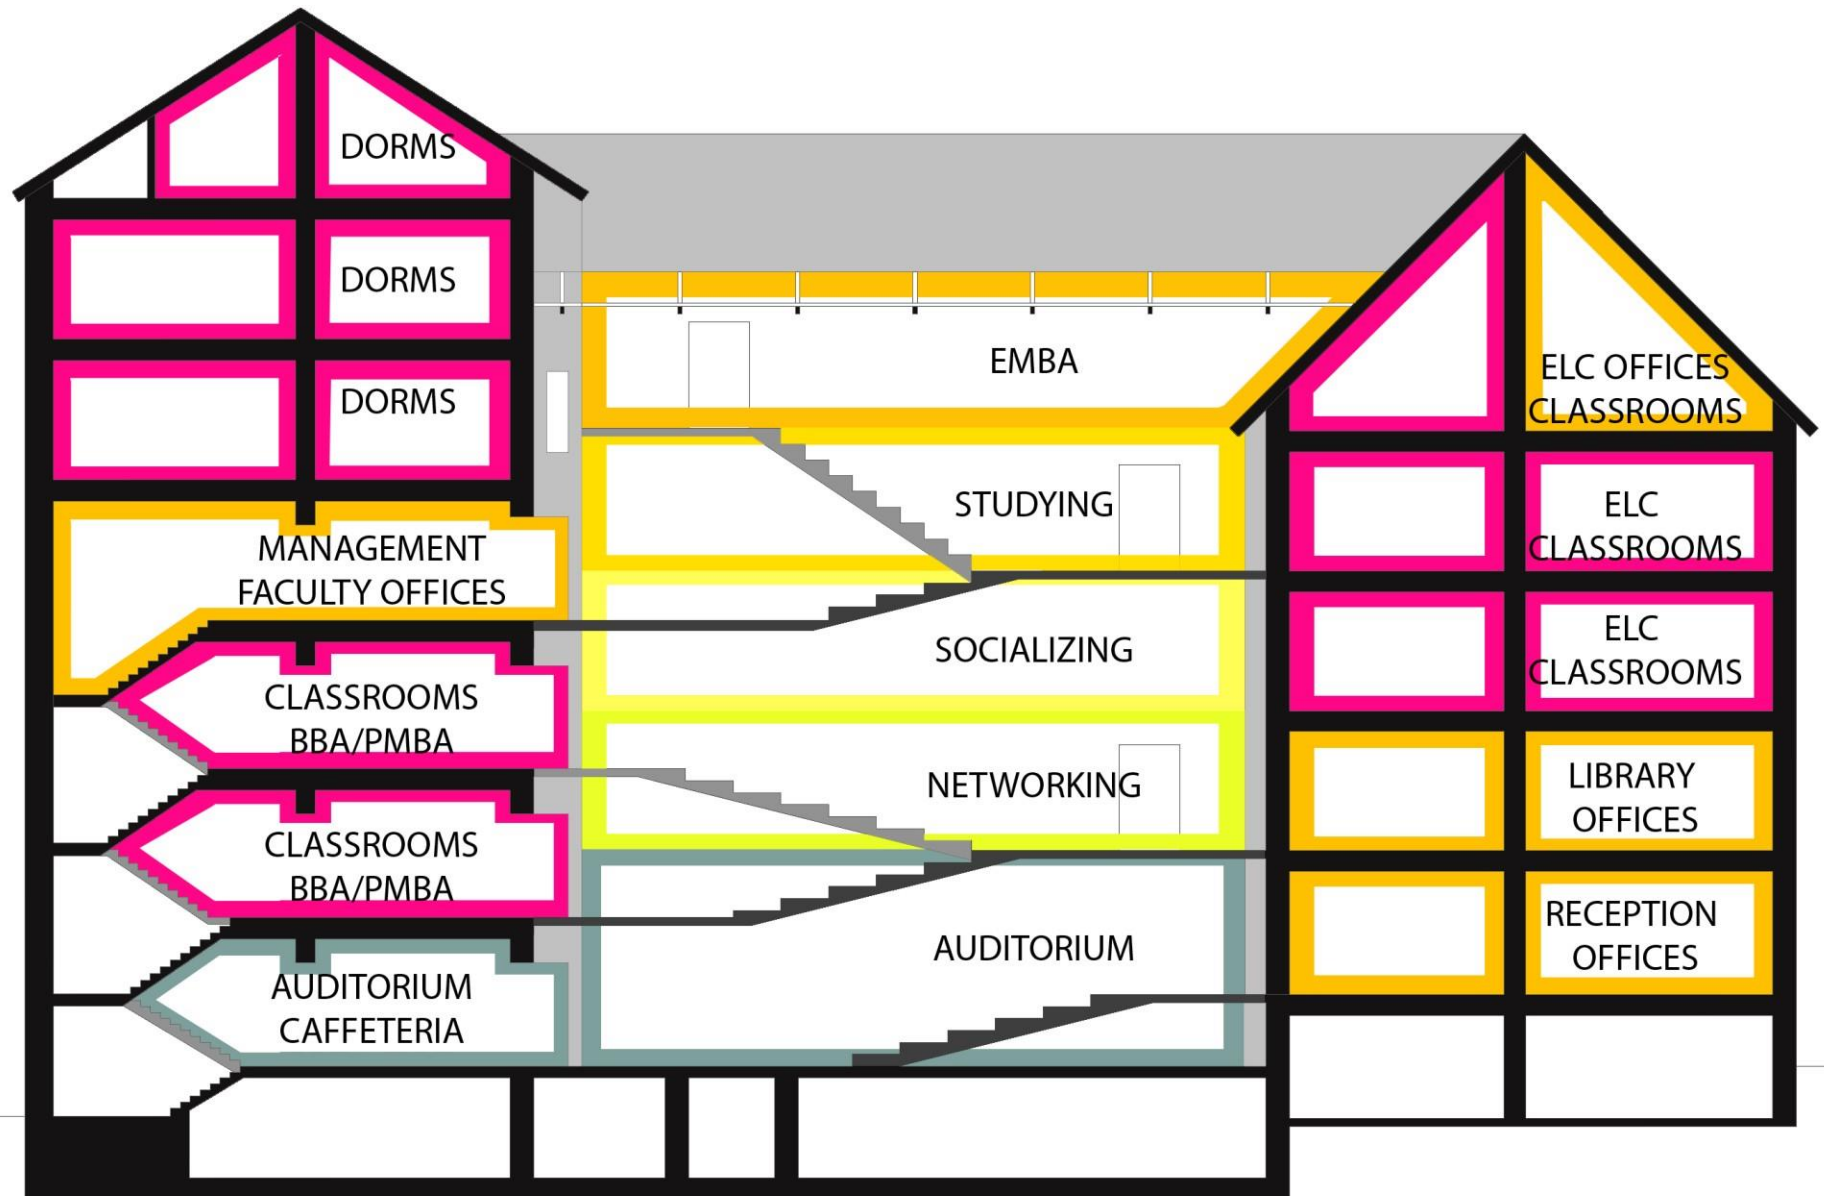 DORMS
DORMS
DORMS
MANAGEMENT
FACULTY OFFICES
CLASSROOMS
BBA/PMBA
CLASSROOMS
BBA/PMBA
AUDITORIUM
CAFFETERIA
EMBA
STUDYING
SOCIALIZING
NETWORKING
AUDITORIUM
ELC OFFICES
CLASSROOMS
ELC
CLASSROOMS
ELC
CLASSROOMS
LIBRARY
OFFICES
RECEPTION
OFFICES